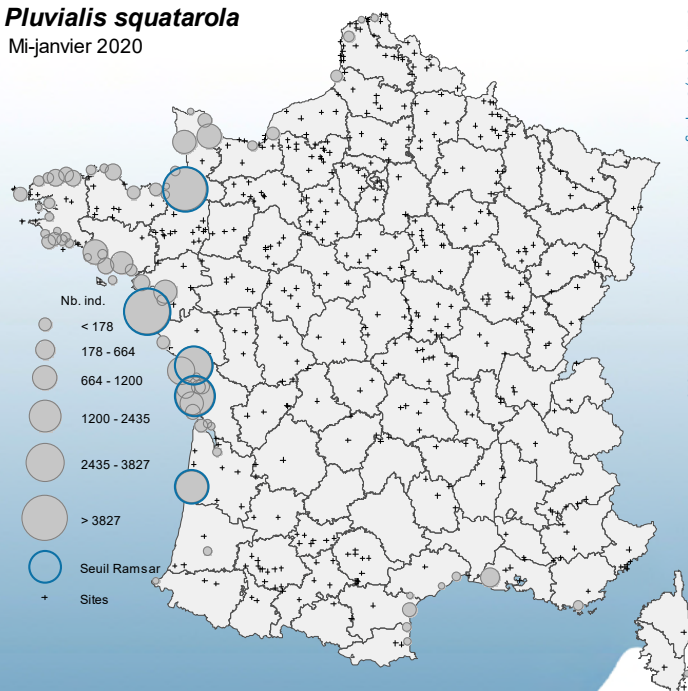 Pluvialis squatarola
Mi-janvier 2020
Nb. ind.
< 178
178 - 664
664 - 1200
1200 - 2435
2435 - 3827
> 3827
Seuil Ramsar
Sites